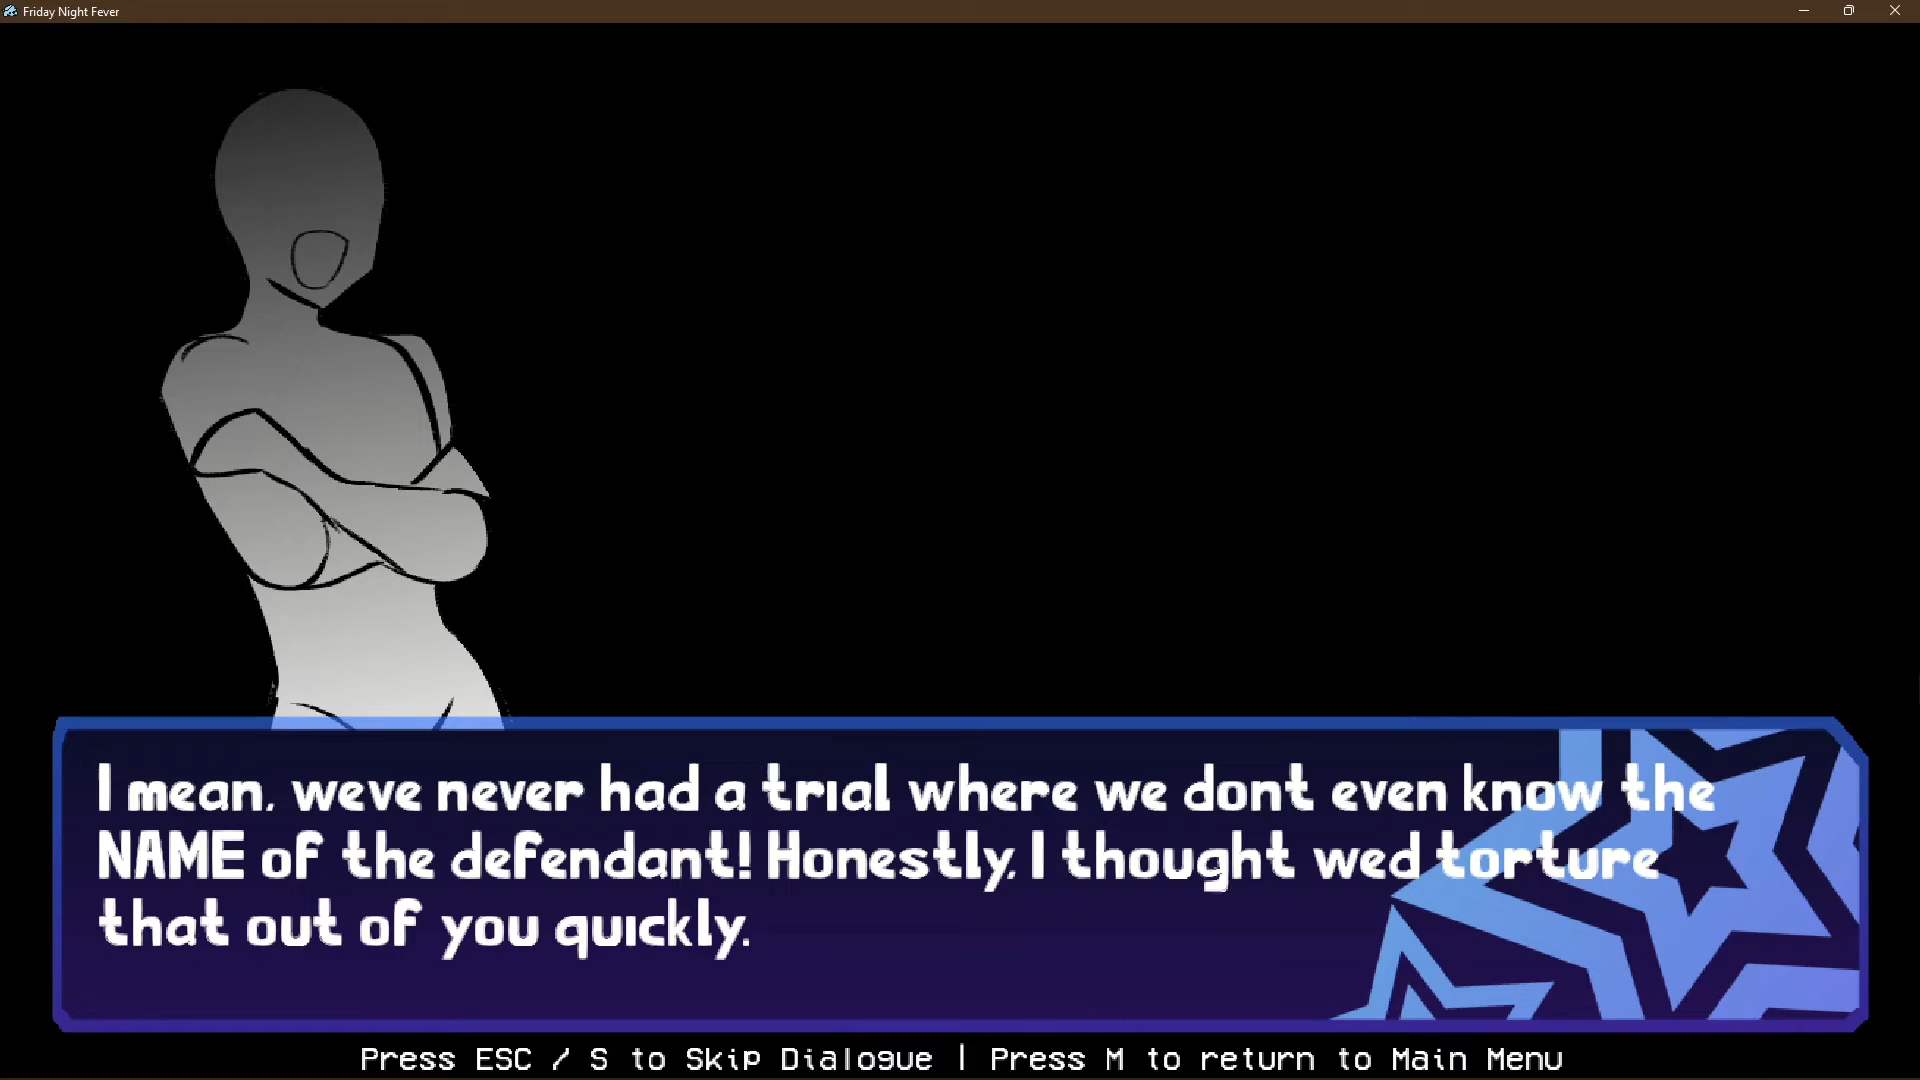 Friday Night Fever
I mean, weve never had a trial where we dont even know the
NAME of the defendant! Honestly, I thought wed torture
that out of you quickly.
Press ESC / S to Skip Dialogue | Press M to return to Main Menu